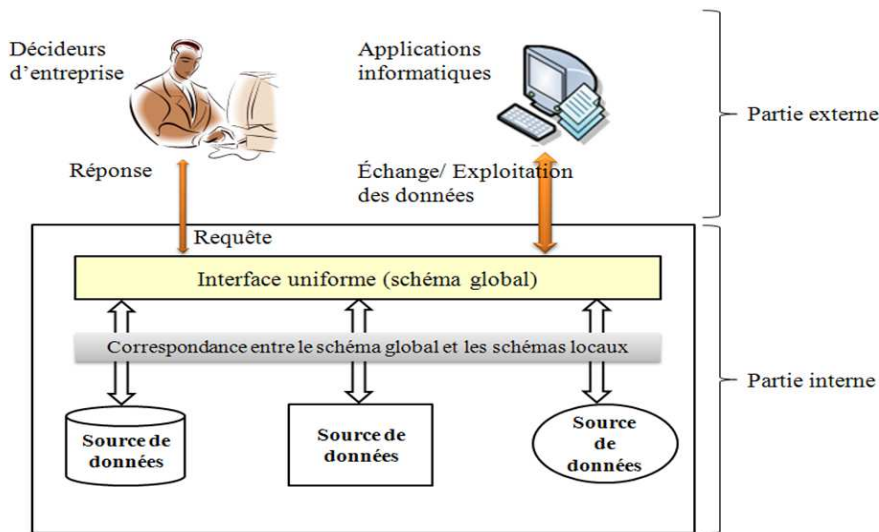 Décideurs
d'entreprise
Applications
informatiques
Partie externe
Réponse
Échange/ Exploitation
des données
Requête
Interface uniforme (schéma global)
Correspondance entre le schéma global et les schémas locaux
Partie interne
Source de
données
Source de
données
Source
de
données